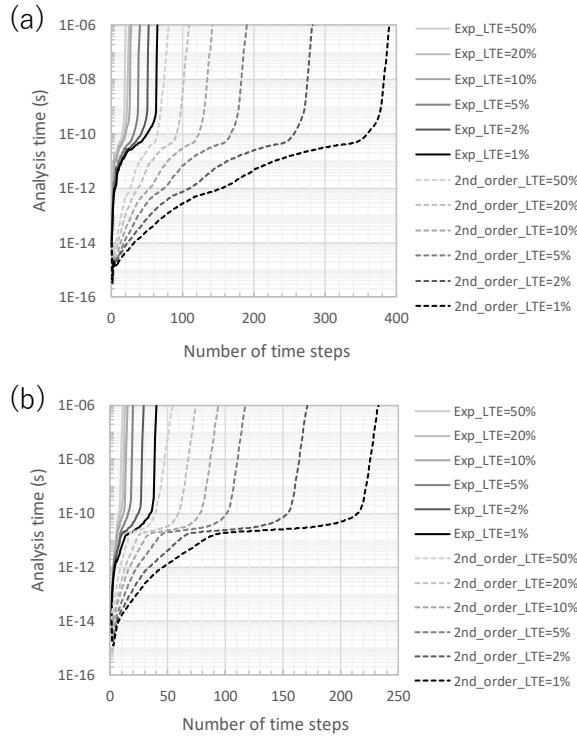 (a)
1E-06
1E-08
1E-10
1E-12
1E-14
1E-16
Analysis time (s)
0 100 200 300 400
Number of time steps
Exp_LTE=50%
Exp_LTE=20%
Exp_LTE=10%
Exp_LTE=5%
Exp_LTE=2%
Exp_LTE=1%
2nd_order_LTE=50%
2nd_order_LTE=20%
2nd_order_LTE=10%
2nd_order_LTE=5%
2nd_order_LTE=2%
2nd_order_LTE=1%
(b)
1E-06
1E-08
1E-10
1E-12
1E-14
1E-16
Analysis time (s)
0 50 100 150 200 250
Number of time steps
Exp_LTE=50%
Exp_LTE=20%
Exp_LTE=10%
Exp_LTE=5%
Exp_LTE=2%
Exp_LTE=1%
2nd_order_LTE=50%
2nd_order_LTE=20%
2nd_order_LTE=10%
2nd_order_LTE=5%
2nd_order_LTE=2%
2nd_order_LTE=1%